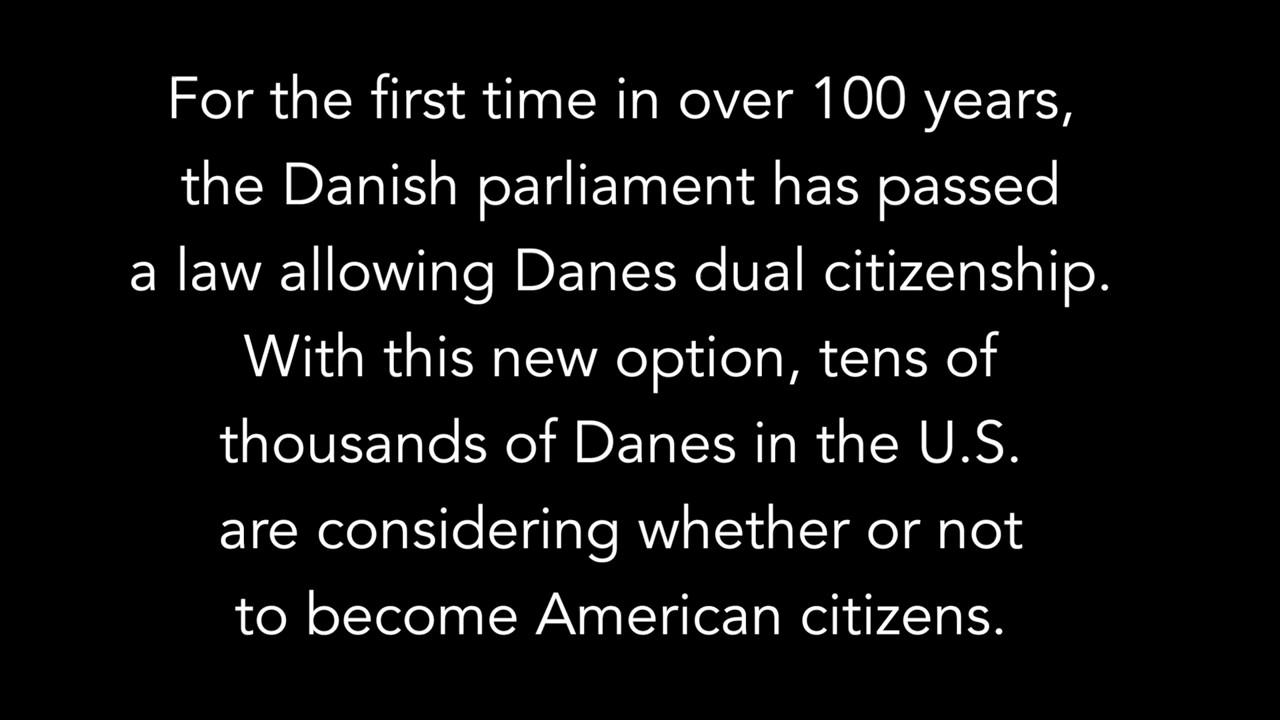 For the first time in over 100 years,
the Danish parliament has passed
a law allowing Danes dual citizenship.
With this new option, tens of
thousands of Danes in the U.S.
are considering whether or not
to become American citizens.